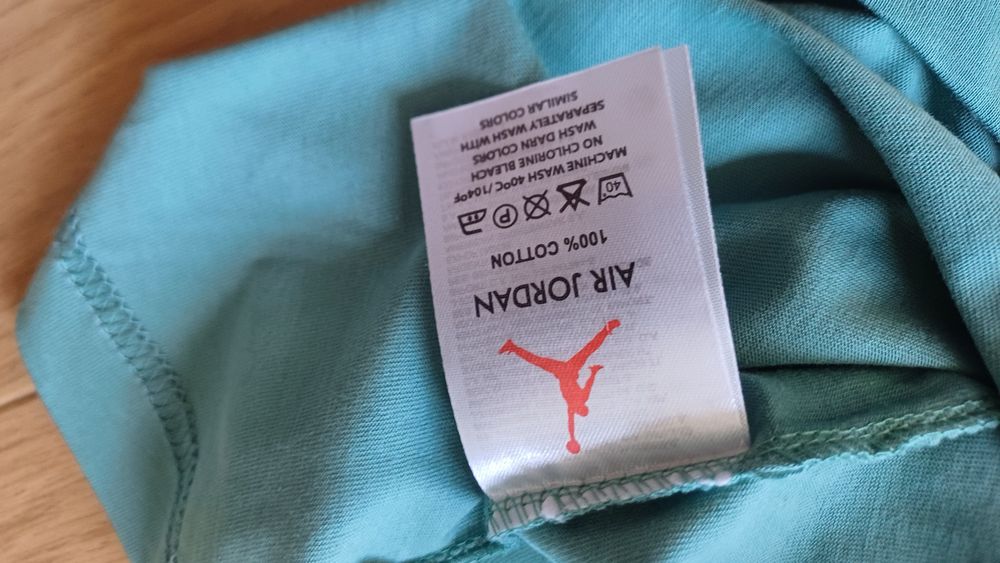 AIR JORDAN
100% COTTON
40°
P
MACHINE WASH 40ºC/104ºF
NO CHLORINE BLEACH
WASH DARN COLORS
SEPARATELY WASH WITH
SIMILAR COLORS